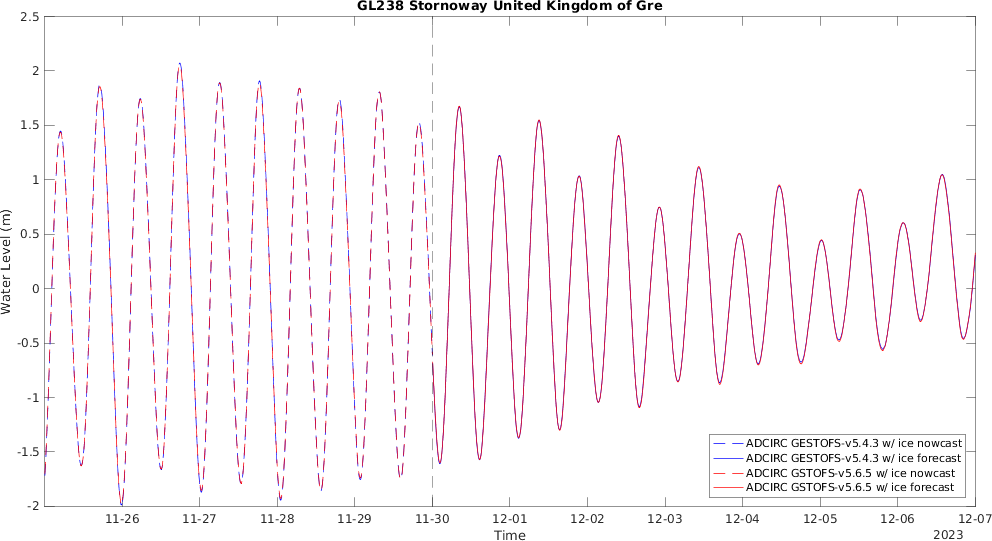 GL238 Stornoway United Kingdom of Gre
2.5
2
1.5
1
0.5
0
-0.5
-1
-1.5
-2
Water Level (m)
ADCIRC GESTOFS-v5.4.3 w/ ice nowcast
ADCIRC GESTOFS-v5.4.3 w/ ice forecast
ADCIRC GSTOFS-v5.6.5 w/ ice nowcast
ADCIRC GSTOFS-v5.6.5 w/ ice forecast
11-26 11-27 11-28 11-29 11-30 12-01 12-02 12-03 12-04 12-05 12-06 12-07
Time
2023